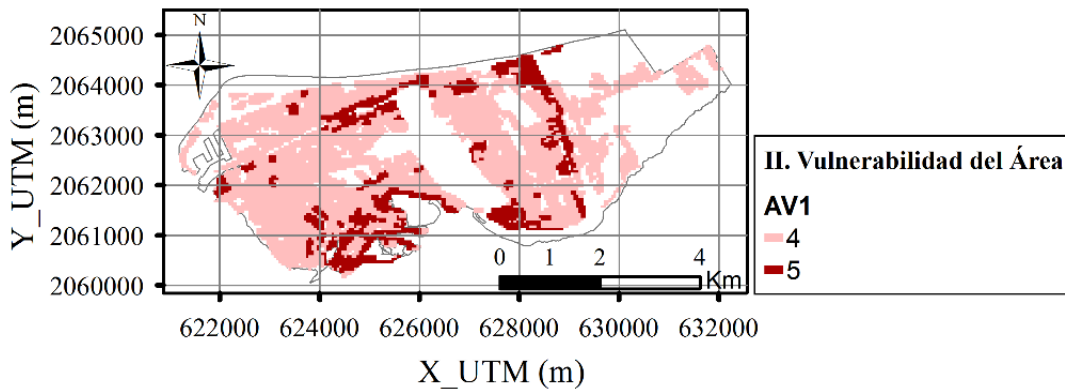 Y_UTM (m)
2065000
2064000
2063000
2062000
2061000
2060000
N
0 1 2 4
Km
622000 624000 626000 628000 630000 632000
X_UTM (m)
II. Vulnerabilidad del Área
AV1
4
5